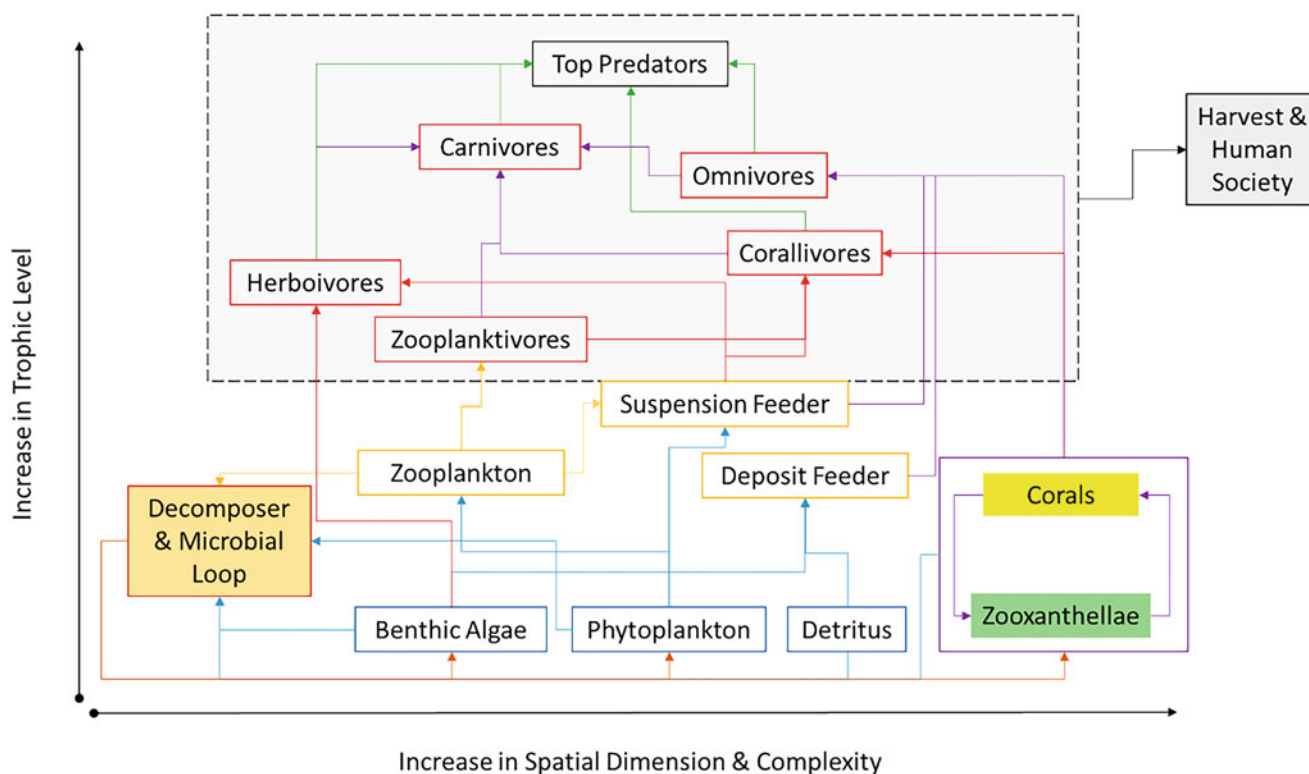 Top Predators
Harvest &
Human
Society
Carnivores
Omnivores
Corallivores
Herboivores
Zooplanktivores
Suspension Feeder
Zooplankton
Deposit Feeder
Corals
Decomposer
& Microbial
Loop
Zooxanthellae
Benthic Algae
Phytoplankton
Detritus
Increase in Trophic Level
Increase in Spatial Dimension & Complexity